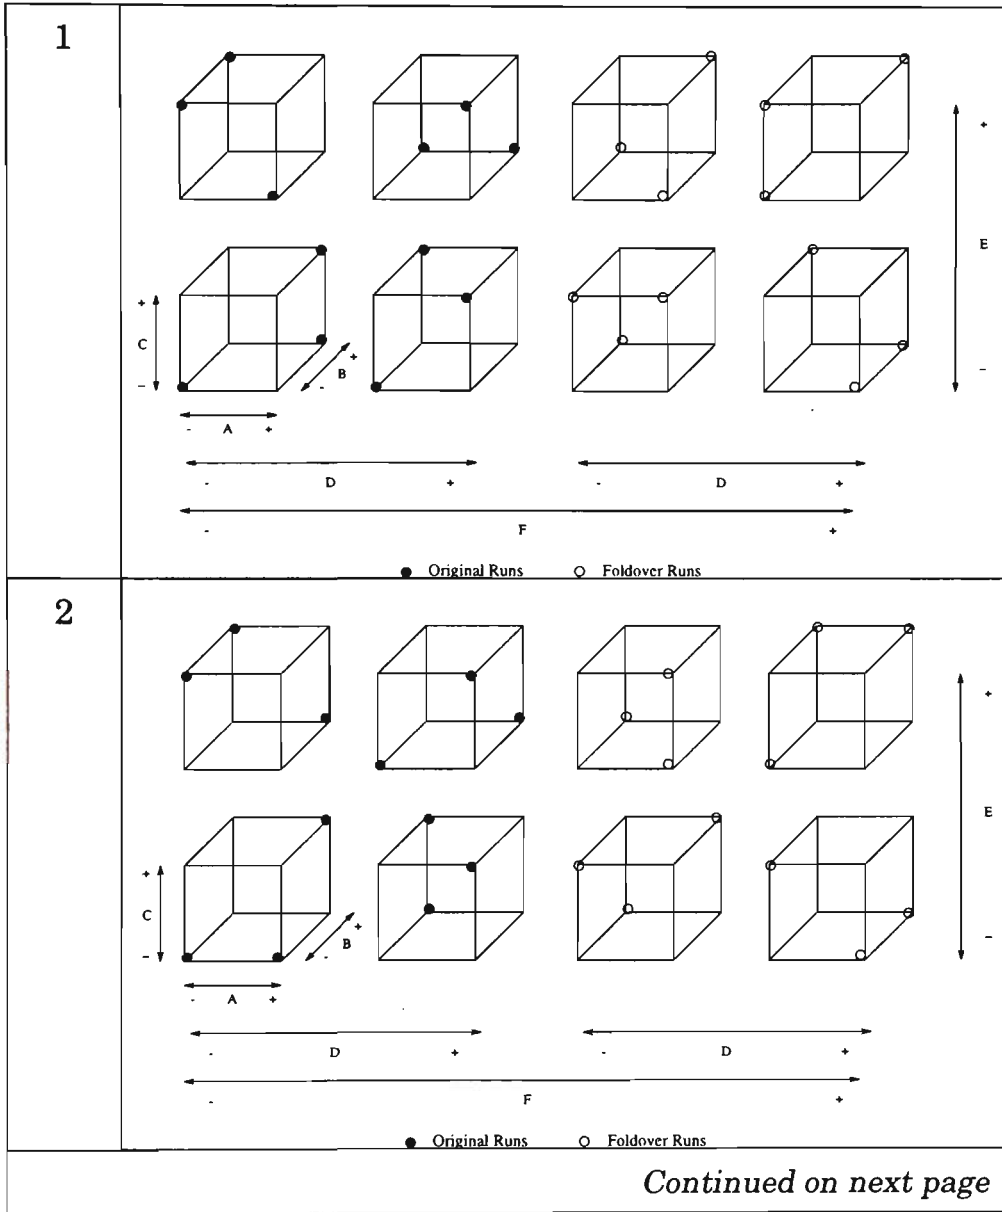 1
+
E
-
+
C
-
+
B
-
- A +
- D +
- D +
- F +
Original Runs Foldover Runs
2
+
E
-
+
C
-
+
B
-
- A +
- D +
- D +
- F +
Original Runs Foldover Runs
Continued on next page